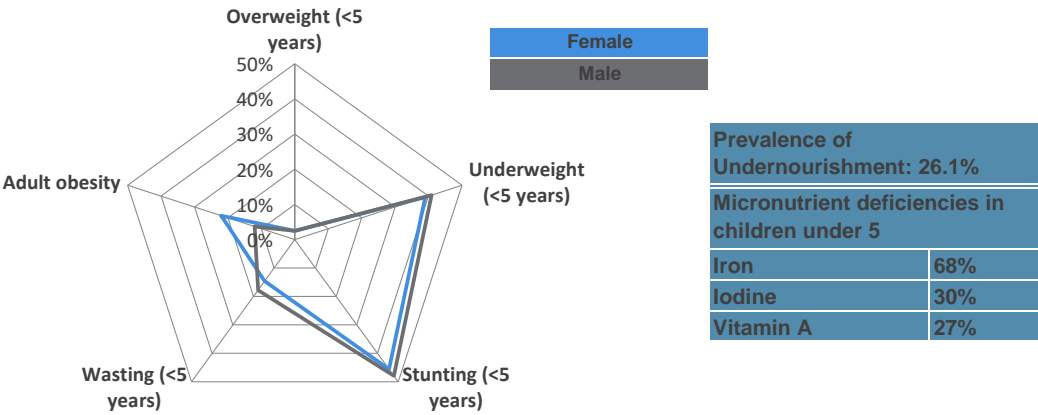 Overweight (<5
years)
50%
40%
30%
20%
10%
0%
Underweight
(<5 years)
Stunting (<5
years)
Wasting (<5
years)
Adult obesity
Female
Male
Prevalence of
Undernourishment: 26.1%
Micronutrient deficiencies in
children under 5
Iron 68%
Iodine 30%
Vitamin A 27%